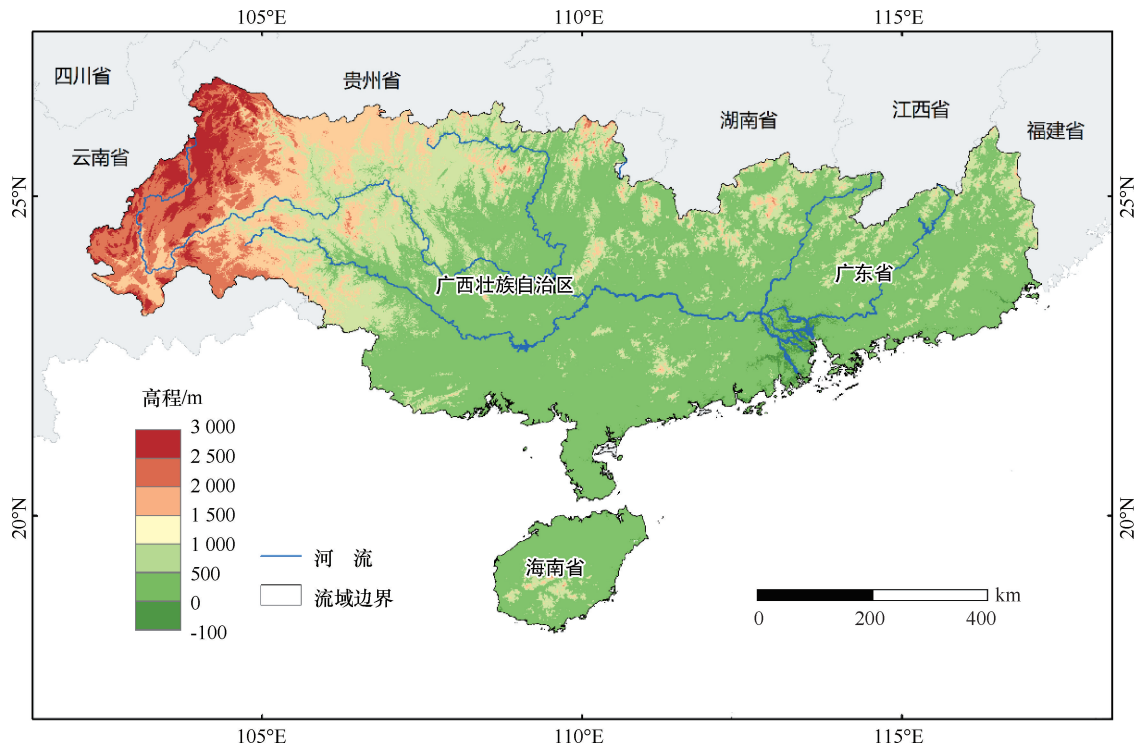 105°E
110°E
115°E
四川省
贵州省
湖南省
江西省
福建省
云南省
25°N
25°N
广西壮族自治区
广东省
高程/m
3 000
2 500
2 000
1 500
1 000
500
0
-100
河 流
流域边界
20°N
20°N
海南省
km
0
200
400
105°E
110°E
115°E